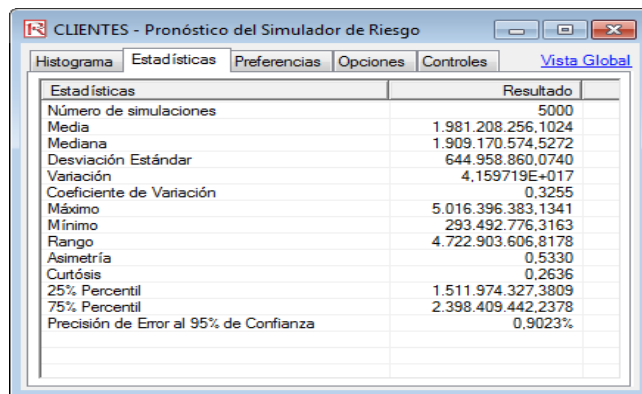 CLIENTES - Pronóstico del Simulador de Riesgo
Histograma Estadísticas Preferencias Opciones Controles Vista Global
Estadísticas Resultado
Número de simulaciones 5000
Media 1.981.208.256,1024
Mediana 1.909.170.574,5272
Desviación Estándar 644.958.860,0740
Variación 4,159719E+017
Coeficiente de Variación 0,3255
Máximo 5.016.396.383,1341
Mínimo 293.492.776,3163
Rango 4.722.903.606,8178
Asimetría 0,5330
Curtósis 0,2636
25% Percentil 1.511.974.327,3809
75% Percentil 2.398.409.442,2378
Precisión de Error al 95% de Confianza 0,9023%